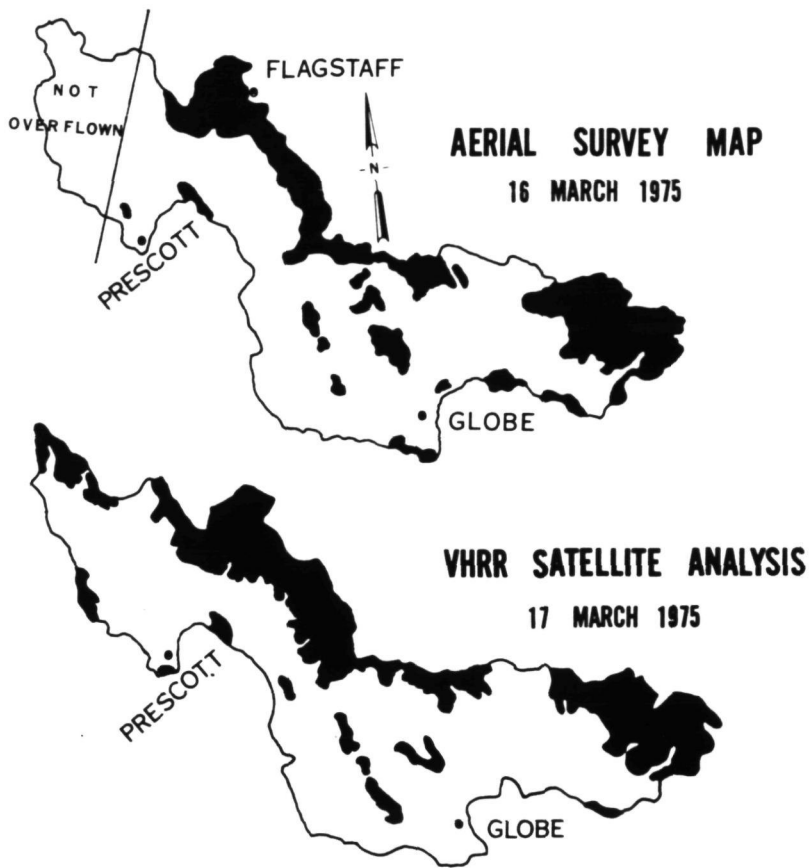 NOT
OVERFLOWN
FLAGSTAFF
N
AERIAL SURVEY MAP
16 MARCH 1975
PRESCOTT
GLOBE
VHRR SATELLITE ANALYSIS
17 MARCH 1975
PRESCOTT
GLOBE